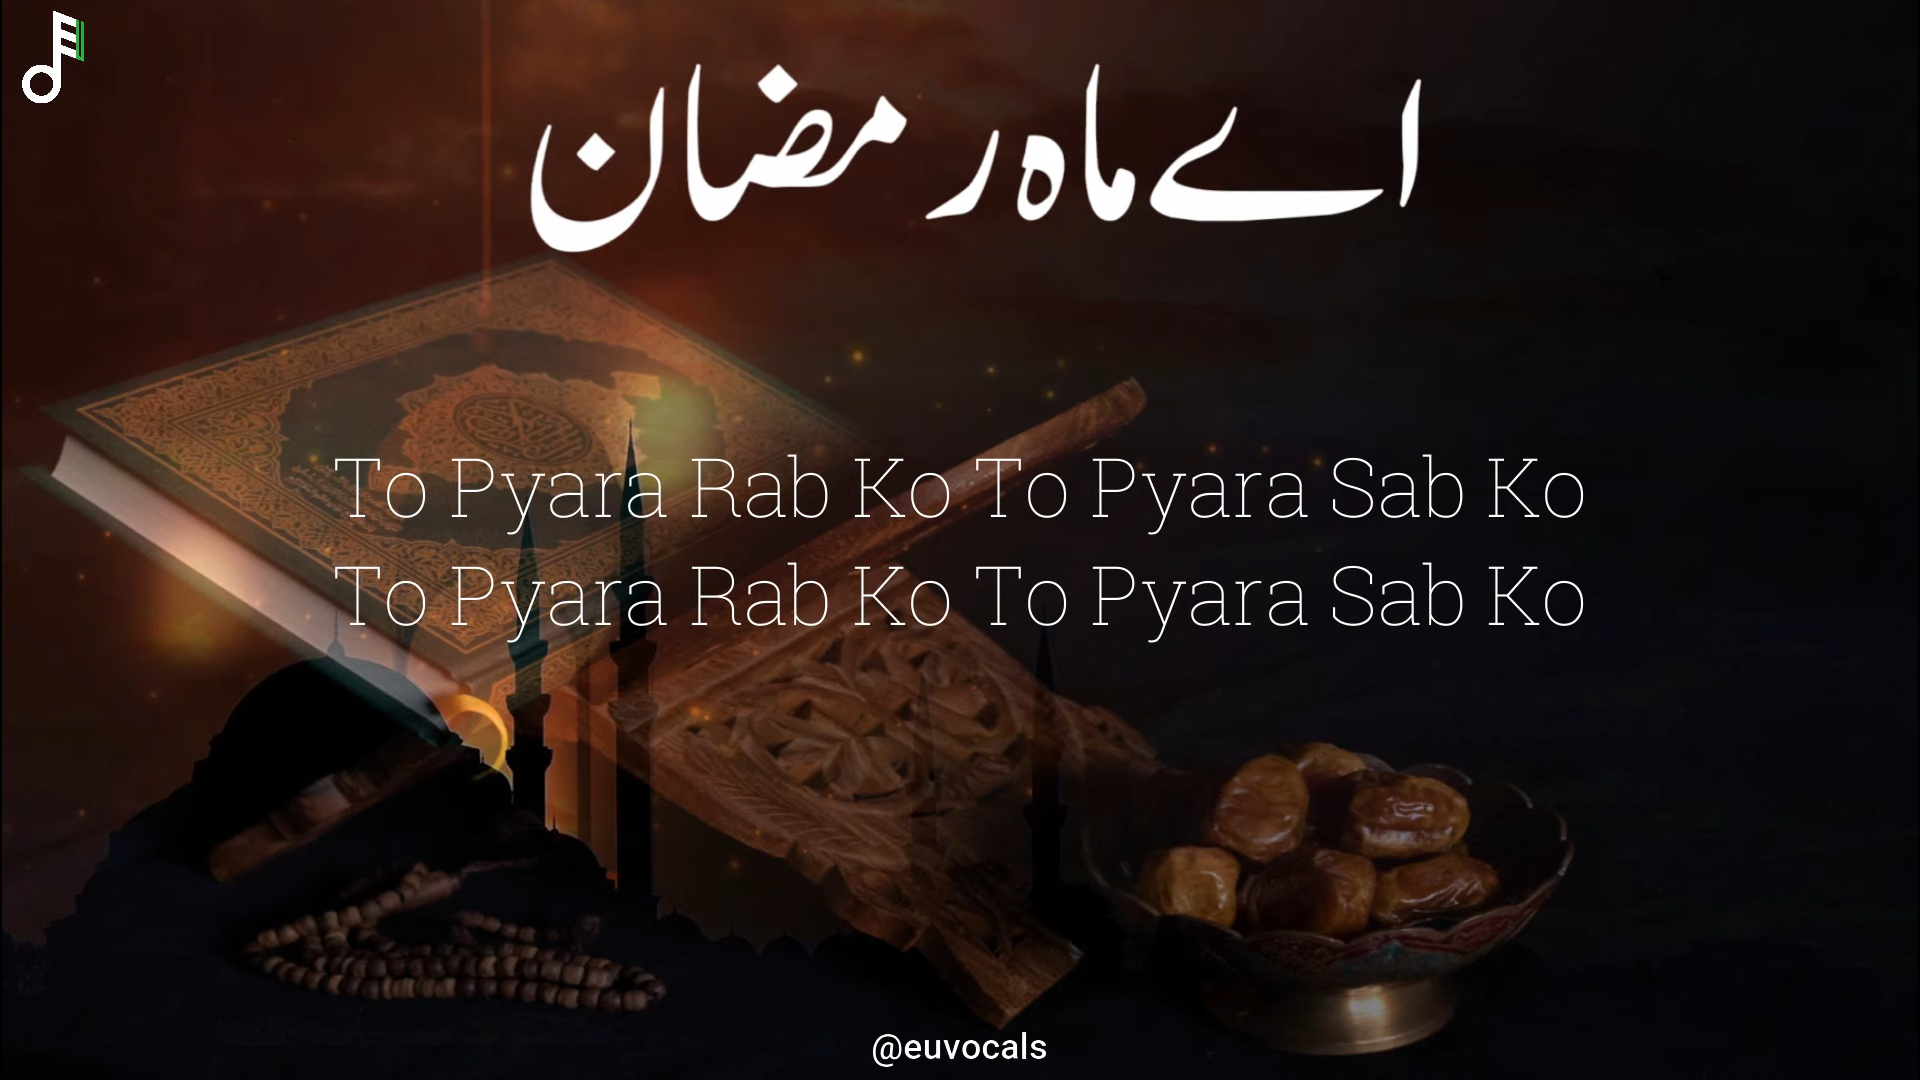 اے ماہ رمضان
To Pyara Rab Ko To Pyara Sab Ko
To Pyara Rab Ko To Pyara Sab Ko
@euvocals